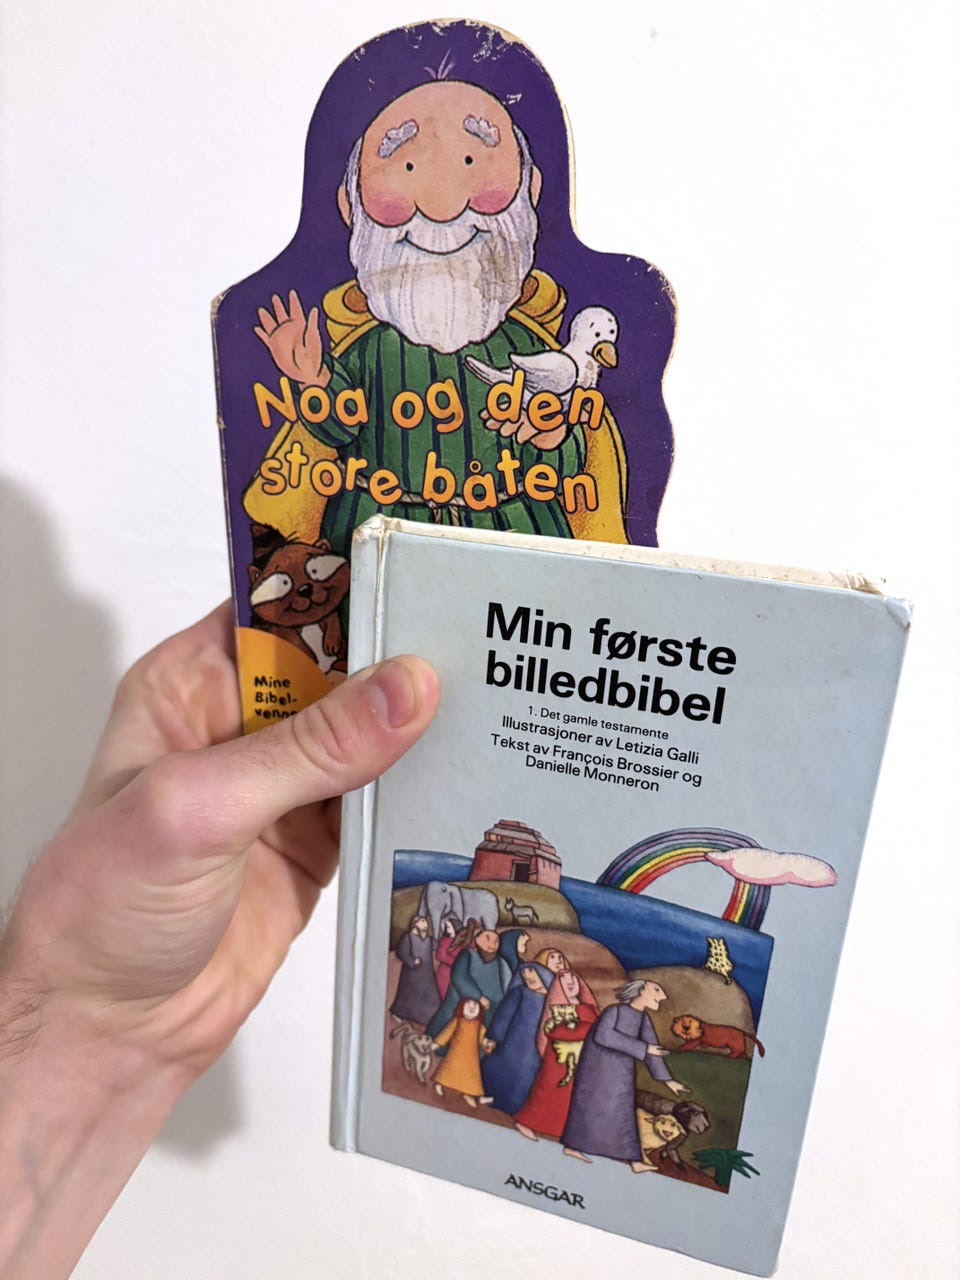 Noa og den
store båten
Mine
Bibel-
Min første
billedbibel
1. Det gamle testamente
Illustrasjoner av Letizia Galli
Tekst av François Brossier og
Danielle Monneron
ANSGAR